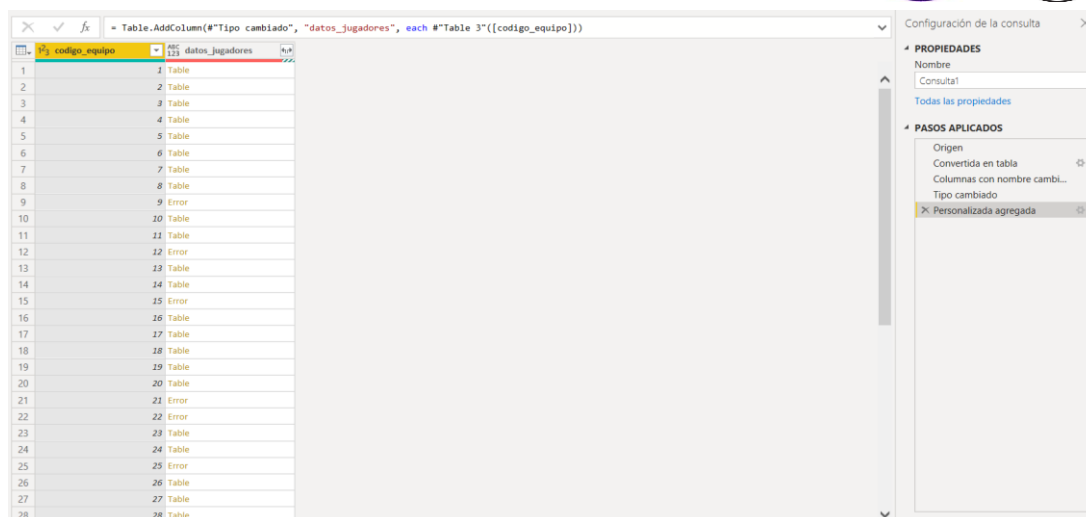 = Table.AddColumn(#"Tipo cambiado", "datos_jugadores", each #"Table 3"([codigo_equipo]))
1²3 codigo_equipo ABC 123 datos_jugadores
1 1 Table
2 2 Table
3 3 Table
4 4 Table
5 5 Table
6 6 Table
7 7 Table
8 8 Table
9 9 Error
10 10 Table
11 11 Table
12 12 Error
13 13 Table
14 14 Table
15 15 Error
16 16 Table
17 17 Table
18 18 Table
19 19 Table
20 20 Table
21 21 Error
22 22 Error
23 23 Table
24 24 Table
25 25 Error
26 26 Table
27 27 Table
28 28 Table
Configuración de la consulta
PROPIEDADES
Nombre
Consulta1
Todas las propiedades
PASOS APLICADOS
Origen
Convertida en tabla
Columnas con nombre cambi...
Tipo cambiado
Personalizada agregada